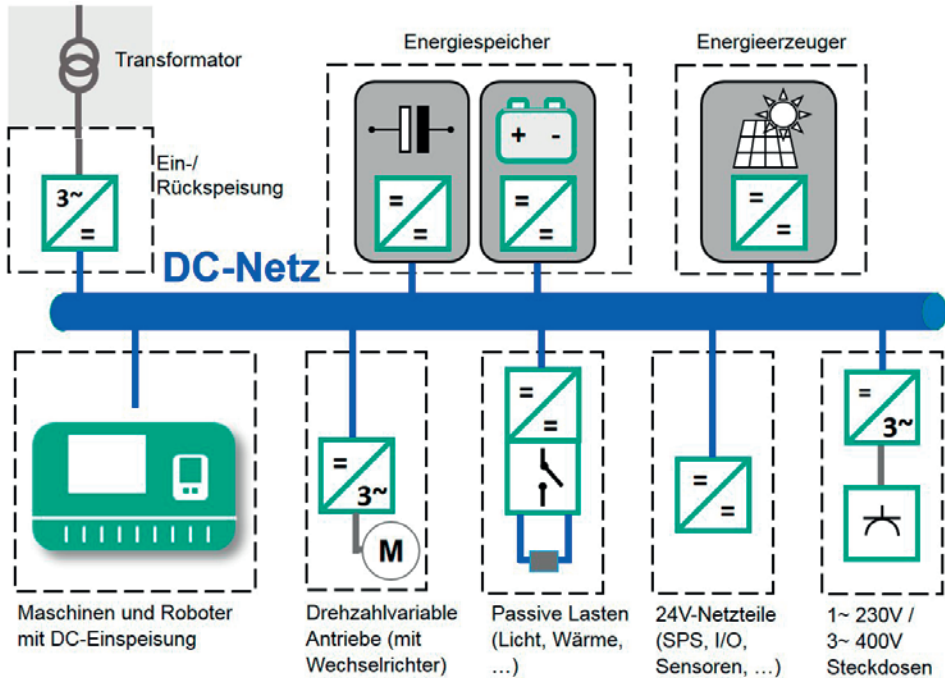 Transformator
Energiespeicher
Energieerzeuger
Ein-/
Rückspeisung
3~
=
+ -
=
=
=
=
=
=
DC-Netz
=
3~
M
=
=
=
=
=
3~
Maschinen und Roboter
mit DC-Einspeisung
Drehzahlvariable
Antriebe (mit
Wechselrichter)
Passive Lasten
(Licht, Wärme,
…)
24V-Netzteile
(SPS, I/O,
Sensoren, …)
1~ 230V /
3~ 400V
Steckdosen